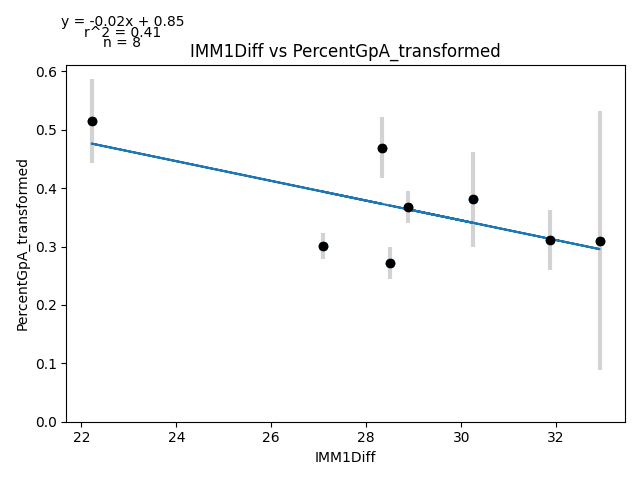 y = -0.02x + 0.85
r^2 = 0.41
n = 8
IMM1Diff vs PercentGpA_transformed
PercentGpA_transformed
0.6
0.5
0.4
0.3
0.2
0.1
0.0
22 24 26 28 30 32
IMM1Diff